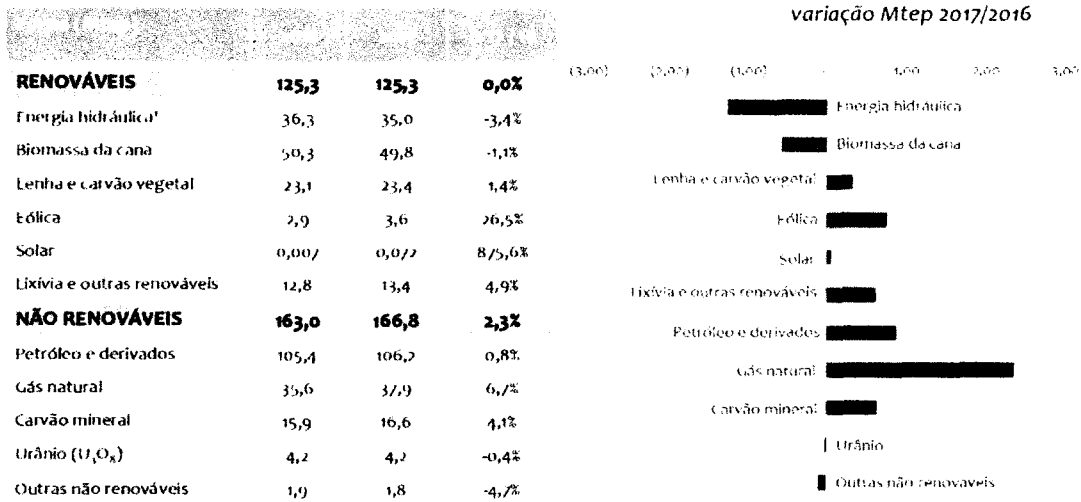 variação Mtep 2017/2016
RENOVÁVEIS 125,3 125,3 0,0%
Energia hidráulica¹ 36,3 35,0 -3,4%
Biomassa da cana 50,3 49,8 -1,1%
Lenha e carvão vegetal 23,1 23,4 1,4%
Eólica 2,9 3,6 26,5%
Solar 0,007 0,072 875,6%
Lixívia e outras renováveis 12,8 13,4 4,9%
NÃO RENOVÁVEIS 163,0 166,8 2,3%
Petróleo e derivados 105,4 106,2 0,8%
Gás natural 35,6 37,9 6,7%
Carvão mineral 15,9 16,6 4,1%
Urânio (U₃O₈) 4,2 4,2 -0,4%
Outras não renováveis 1,9 1,8 -4,7%
(3,00) (2,00) (1,00) - 1,00 2,00 3,00
Energia hidráulica
Biomassa da cana
Lenha e carvão vegetal
Eólica
Solar
Lixívia e outras renováveis
Petróleo e derivados
Gás natural
Carvão mineral
Urânio
Outras não renováveis